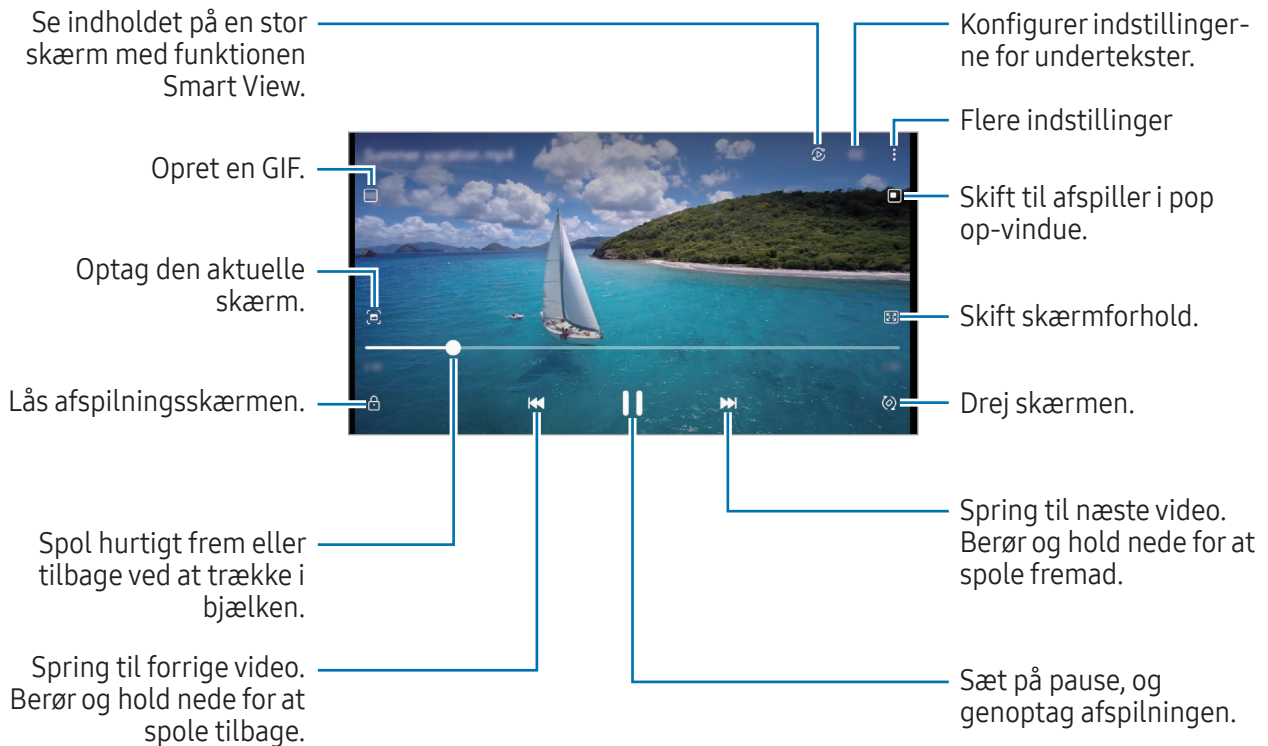 Se indholdet på en stor
skærm med funktionen
Smart View.
Opret en GIF.
Optag den aktuelle
skærm.
Lås afspilningsskærmen.
Spol hurtigt frem eller
tilbage ved at trække i
bjælken.
Spring til forrige video.
Berør og hold nede for at
spole tilbage.
Konfigurer indstillinger-
ne for undertekster.
Flere indstillinger
Skift til afspiller i pop
op-vindue.
Skift skærmforhold.
Drej skærmen.
Spring til næste video.
Berør og hold nede for at
spole fremad.
Sæt på pause, og
genoptag afspilningen.